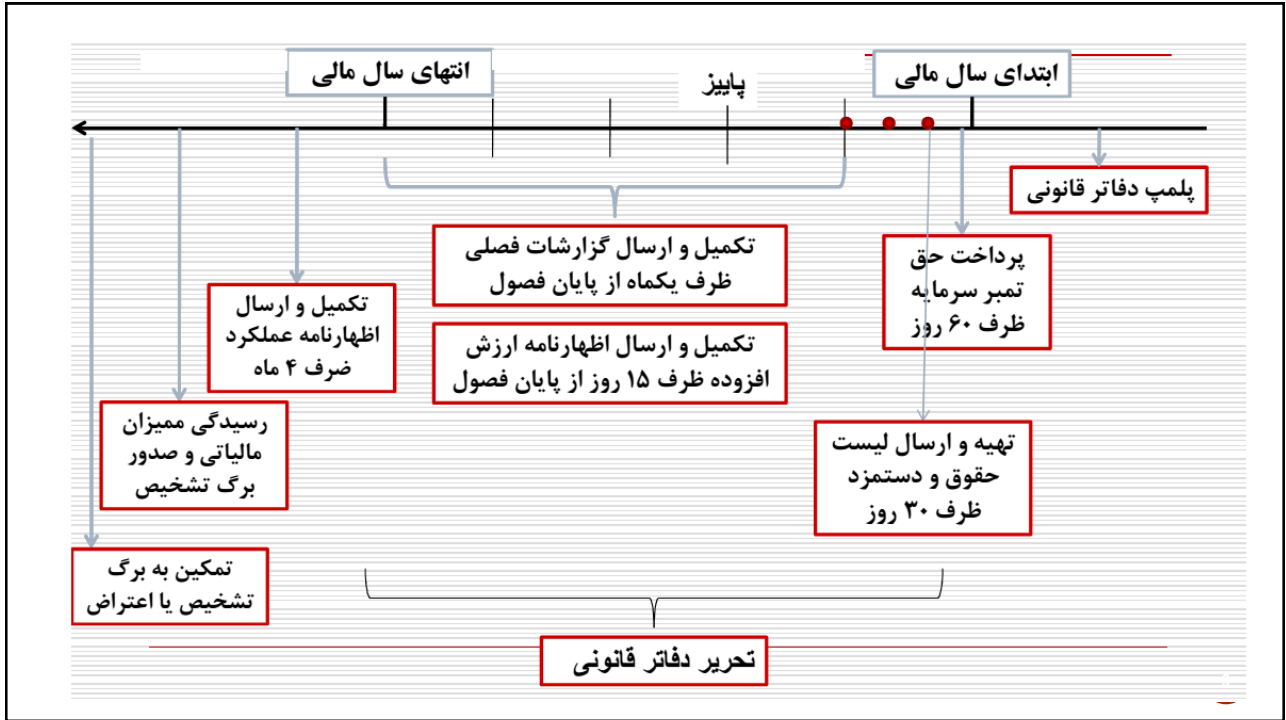 ابتدای سال مالی
پاییز
انتهای سال مالی
پلمپ دفاتر قانونی
پرداخت حق
تمبر سرمایه
ظرف ۶۰ روز
تهیه و ارسال لیست
حقوق و دستمزد
ظرف ۳۰ روز
تکمیل و ارسال گزارشات فصلی
ظرف یکماه از پایان فصول
تکمیل و ارسال اظهارنامه ارزش
افزوده ظرف ۱۵ روز از پایان فصول
تکمیل و ارسال
اظهارنامه عملکرد
ضرف ۴ ماه
رسیدگی ممیزان
مالیاتی و صدور
برگ تشخیص
تمکین به برگ
تشخیص یا اعتراض
تحریر دفاتر قانونی